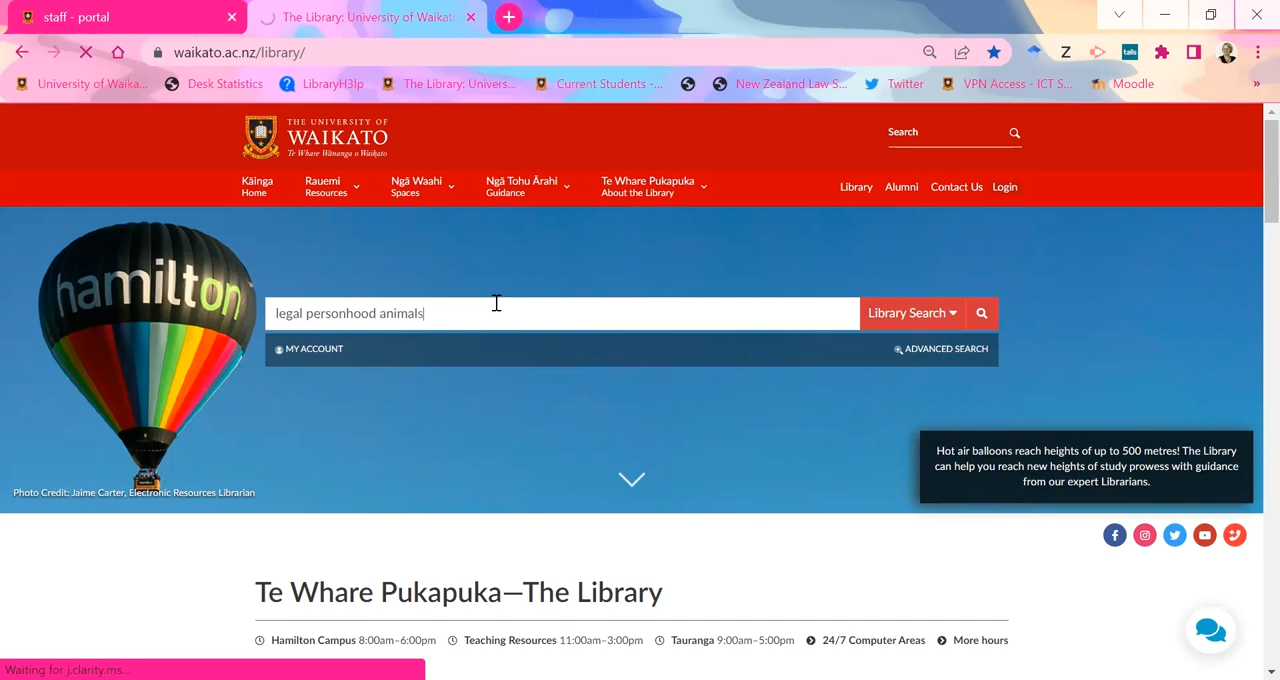 staff - portal
The Library: University of Waikato
waikato.ac.nz/library/
University of Waika...
Desk Statistics
LibraryH3lp
The Library: Univers...
Current Students -...
New Zealand Law S...
Twitter
VPN Access - ICT S...
Moodle
»
THE UNIVERSITY OF
WAIKATO
Te Whare Wānanga o Waikato
Search
Kāinga
Home
Rauemi
Resources
Ngā Waahi
Spaces
Ngā Tohu Ārahi
Guidance
Te Whare Pukapuka
About the Library
Library
Alumni
Contact Us
Login
hamilton
legal personhood animals
Library Search
MY ACCOUNT
ADVANCED SEARCH
Hot air balloons reach heights of up to 500 metres! The Library
can help you reach new heights of study prowess with guidance
from our expert Librarians.
Photo Credit: Jaime Carter, Electronic Resources Librarian
Te Whare Pukapuka—The Library
Hamilton Campus 8:00am–6:00pm
Teaching Resources 11:00am–3:00pm
Tauranga 9:00am–5:00pm
24/7 Computer Areas
More hours
Waiting for j.clarity.ms...